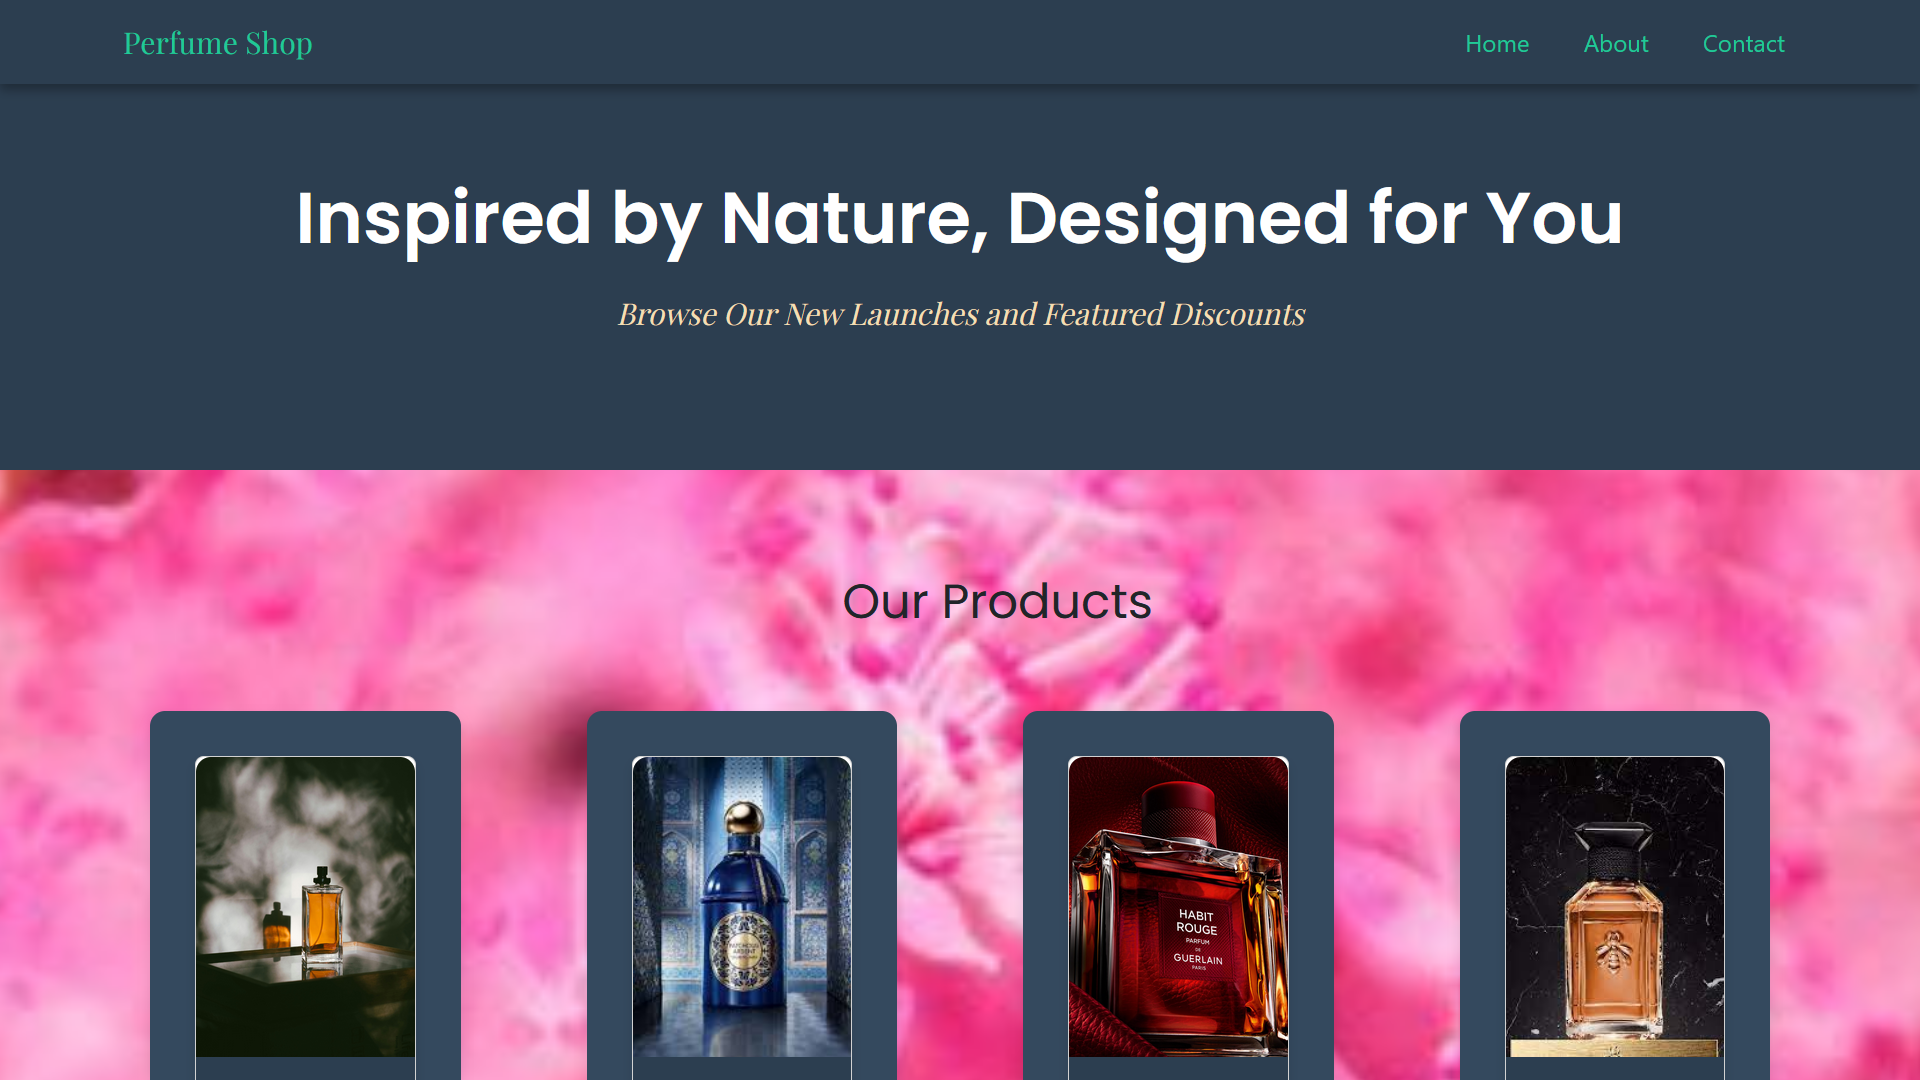 Perfume Shop
Home About Contact
Inspired by Nature, Designed for You
Browse Our New Launches and Featured Discounts
Our Products
HABIT
ROUGE
PARFUM
DE
GUERLAIN
PARIS